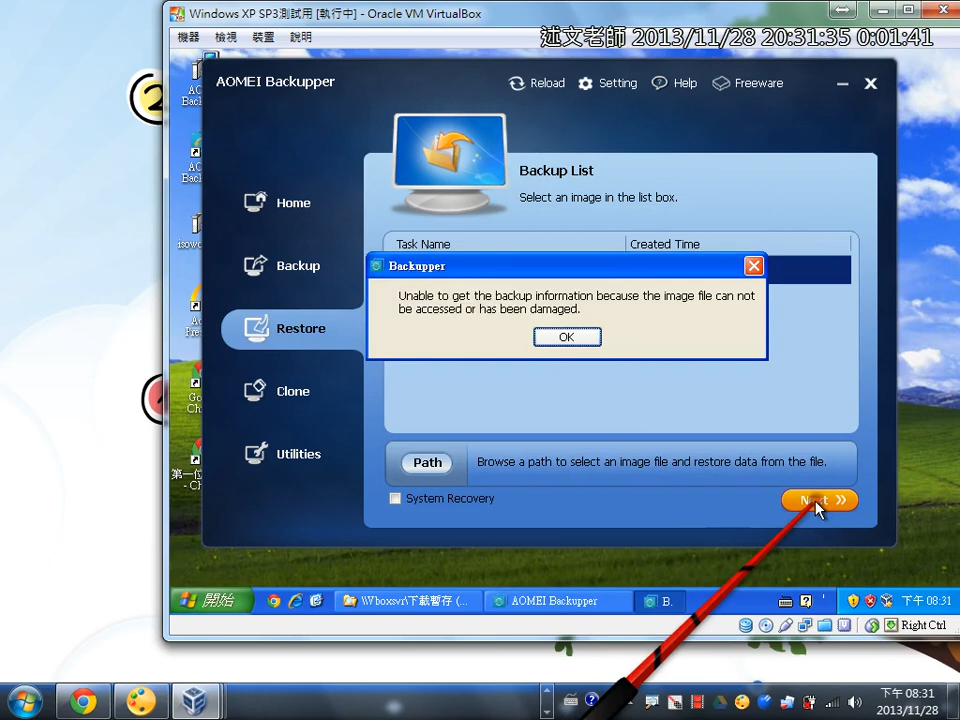 Windows XP SP3測試用 [執行中] - Oracle VM VirtualBox
機器 檢視 裝置 說明
述文老師 2013/11/28 20:31:35 0:01:41
AOMEI Backupper
Reload Setting Help Freeware
Backup List
Select an image in the list box.
Home
Backup
Restore
Clone
Utilities
Task Name Created Time
Backupper
Unable to get the backup information because the image file can not
be accessed or has been damaged.
OK
Path
Browse a path to select an image file and restore data from the file.
System Recovery
開始
\\Vboxsvr\下載暫存 (...
AOMEI Backupper
B.
下午 08:31
Right Ctrl
下午 08:31
2013/11/28